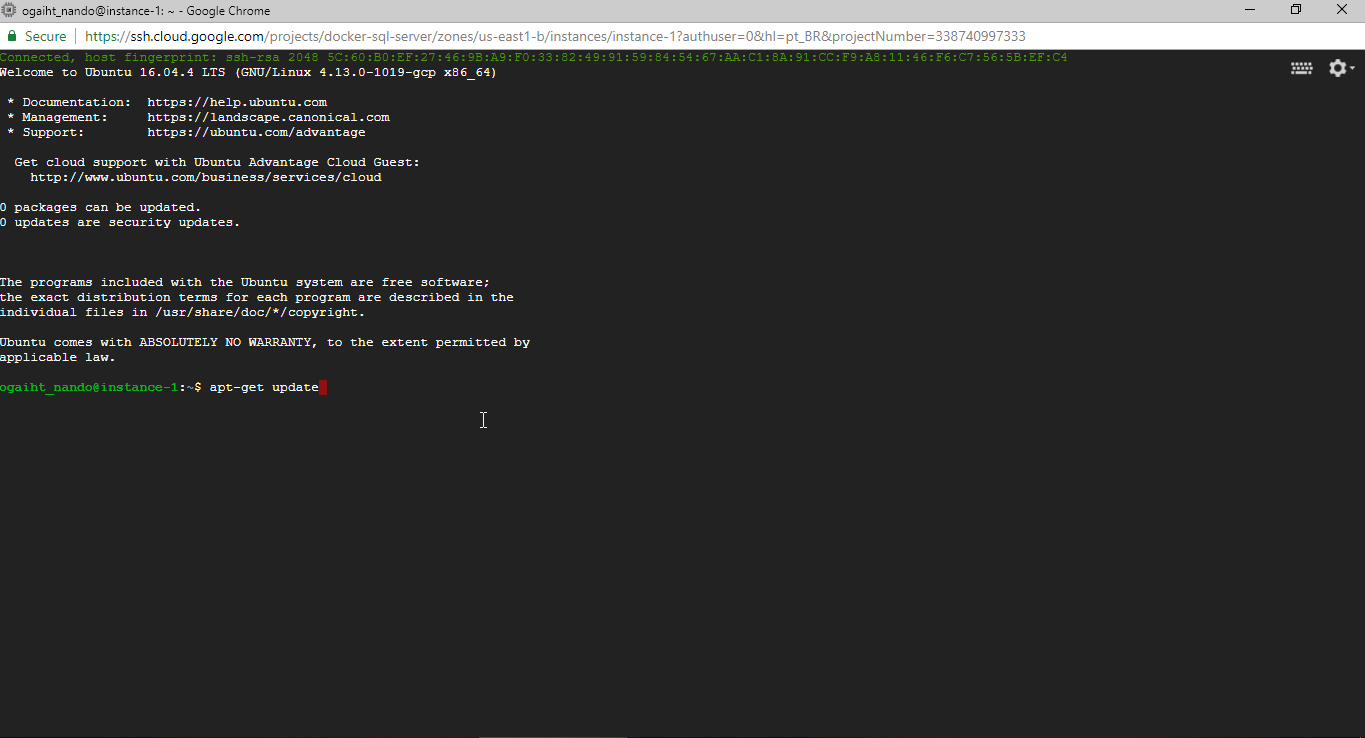 ogaiht_nando@instance-1: ~ - Google Chrome
Secure https://ssh.cloud.google.com/projects/docker-sql-server/zones/us-east1-b/instances/instance-1?authuser=0&hl=pt_BR&projectNumber=338740997333
Connected, host fingerprint: ssh-rsa 2048 5C:60:B0:EF:27:46:9B:A9:F0:33:82:49:91:59:84:54:67:AA:C1:8A:91:CC:F9:A8:11:46:F6:C7:56:5B:EF:C4
Welcome to Ubuntu 16.04.4 LTS (GNU/Linux 4.13.0-1019-gcp x86_64)
* Documentation:  https://help.ubuntu.com
* Management:     https://landscape.canonical.com
* Support:        https://ubuntu.com/advantage
Get cloud support with Ubuntu Advantage Cloud Guest:
http://www.ubuntu.com/business/services/cloud
0 packages can be updated.
0 updates are security updates.
The programs included with the Ubuntu system are free software;
the exact distribution terms for each program are described in the
individual files in /usr/share/doc/*/copyright.
Ubuntu comes with ABSOLUTELY NO WARRANTY, to the extent permitted by
applicable law.
ogaiht_nando@instance-1:~$ apt-get update